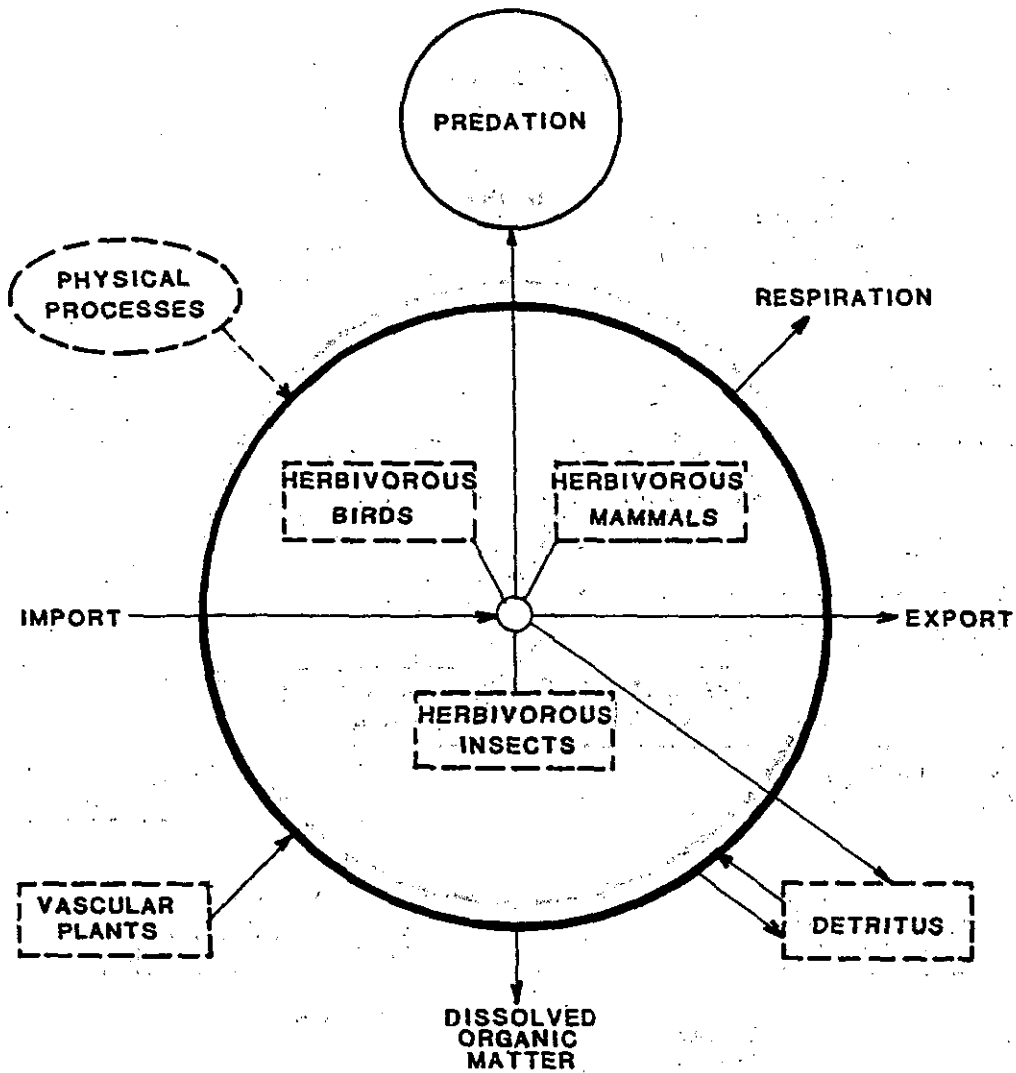 PREDATION
PHYSICAL
PROCESSES
RESPIRATION
HERBIVOROUS
BIRDS
HERBIVOROUS
MAMMALS
IMPORT
EXPORT
HERBIVOROUS
INSECTS
VASCULAR
PLANTS
DETRITUS
DISSOLVED
ORGANIC
MATTER